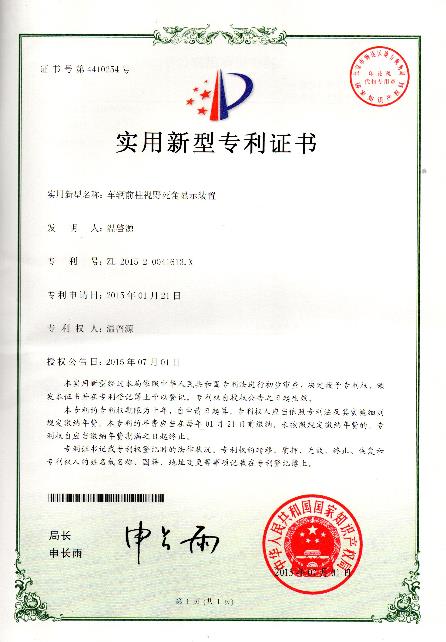 证书号第4410254号
实用新型专利证书
实用新型名称：车辆前柱视野死角显示装置
发 明 人：温啓源
专 利 号：ZL 2015 2 0041613.X
专利申请日：2015年01月21日
专 利 权 人：温啓源
授权公告日：2015年07月01日
本实用新型经过本局依照中华人民共和国专利法进行初步审查，决定授予专利权，颁
发本证书并在专利登记簿上予以登记。专利权自授权公告之日起生效。
本专利的专利权期限为十年，自申请日起算。专利权人应当依照专利法及其实施细则
规定缴纳年费。本专利的年费应当在每年01月21日前缴纳。未按照规定缴纳年费的，专
利权自应当缴纳年费期满之日起终止。
专利证书记载专利权登记时的法律状况。专利权的转移、质押、无效、终止、恢复和
专利权人的姓名或名称、国籍、地址变更等事项记载在专利登记簿上。
局长
申长雨
申长雨
中华人民共和国国家知识产权局
2015年07月01日
第1页（共1页）